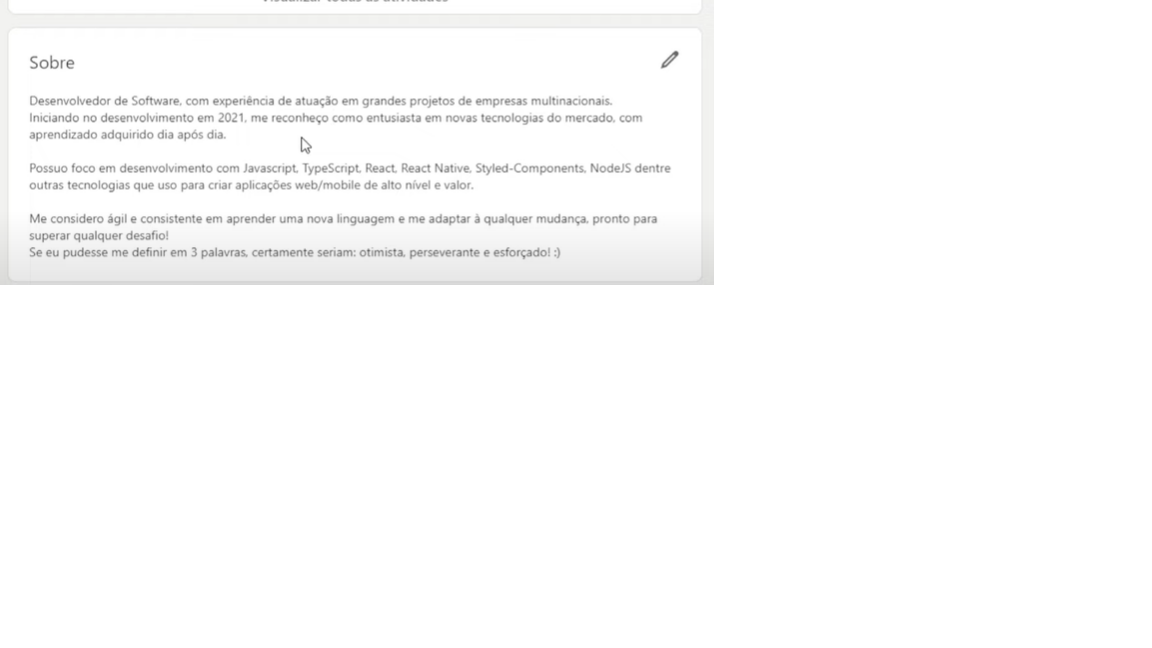 Visualizar todas as atividades
Sobre
Desenvolvedor de Software, com experiência de atuação em grandes projetos de empresas multinacionais.
Iniciando no desenvolvimento em 2021, me reconheço como entusiasta em novas tecnologias do mercado, com
aprendizado adquirido dia após dia.
Possuo foco em desenvolvimento com Javascript, TypeScript, React, React Native, Styled-Components, NodeJS dentre
outras tecnologias que uso para criar aplicações web/mobile de alto nível e valor.
Me considero ágil e consistente em aprender uma nova linguagem e me adaptar à qualquer mudança, pronto para
superar qualquer desafio!
Se eu pudesse me definir em 3 palavras, certamente seriam: otimista, perseverante e esforçado! :)